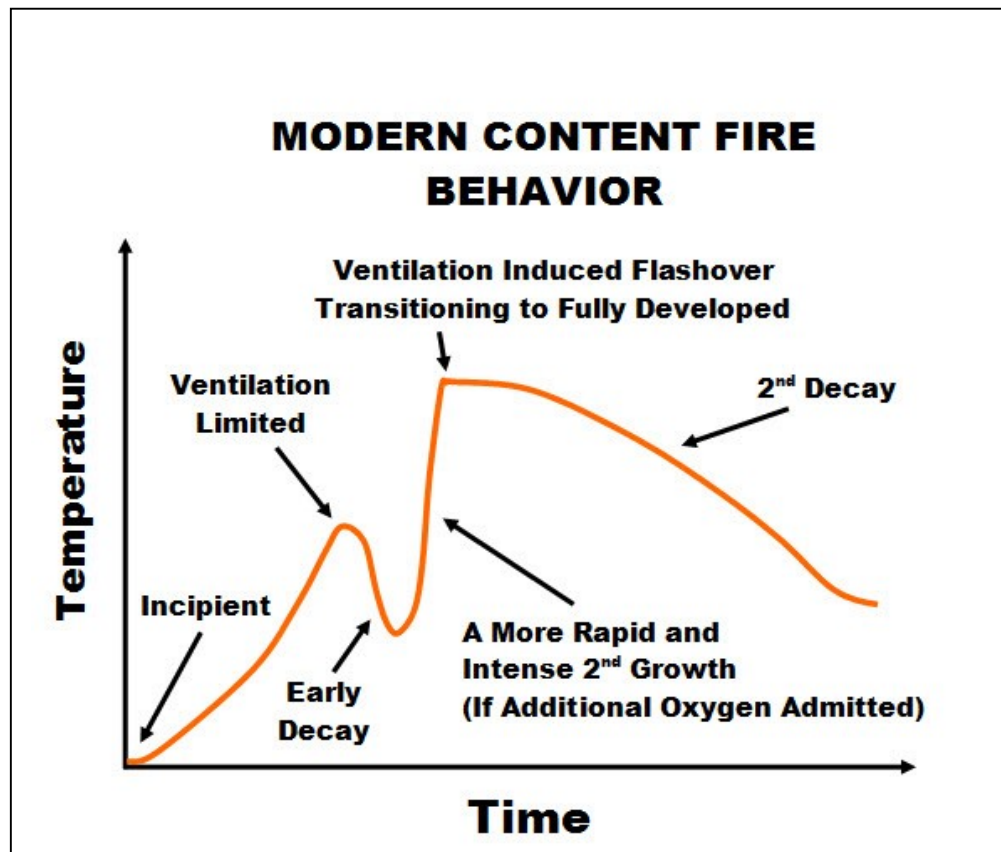 MODERN CONTENT FIRE
BEHAVIOR
Ventilation Induced Flashover
Transitioning to Fully Developed
Ventilation
Limited
2nd Decay
Temperature
Incipient
A More Rapid and
Intense 2nd Growth
(If Additional Oxygen Admitted)
Early
Decay
Time